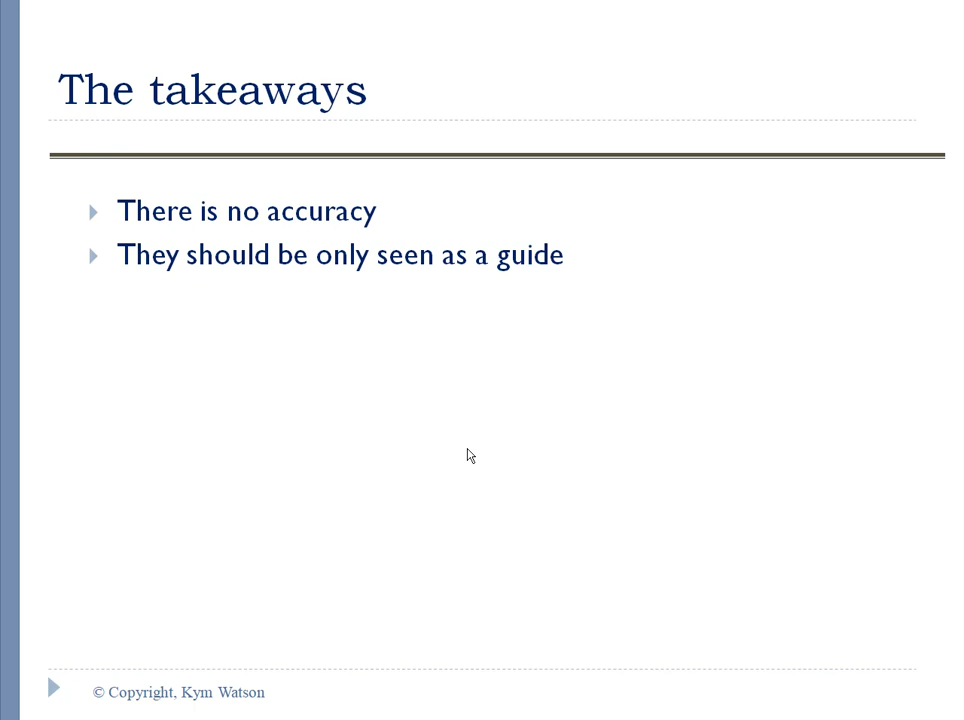 The takeaways
There is no accuracy
They should be only seen as a guide
© Copyright, Kym Watson